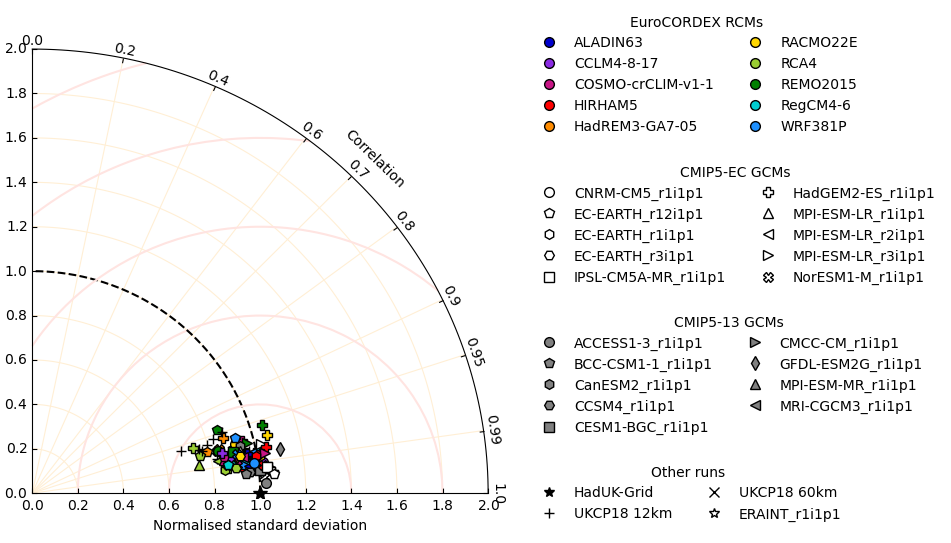 0.0
0.2
0.4
0.6
0.7
0.8
0.9
0.95
0.99
1.0
Correlation
2.0
1.8
1.6
1.4
1.2
1.0
0.8
0.6
0.4
0.2
0.0
0.0 0.2 0.4 0.6 0.8 1.0 1.2 1.4 1.6 1.8 2.0
Normalised standard deviation
EuroCORDEX RCMs
ALADIN63
CCLM4-8-17
COSMO-crCLIM-v1-1
HIRHAM5
HadREM3-GA7-05
RACMO22E
RCA4
REMO2015
RegCM4-6
WRF381P
CMIP5-EC GCMs
CNRM-CM5_r1i1p1
EC-EARTH_r12i1p1
EC-EARTH_r1i1p1
EC-EARTH_r3i1p1
IPSL-CM5A-MR_r1i1p1
HadGEM2-ES_r1i1p1
MPI-ESM-LR_r1i1p1
MPI-ESM-LR_r2i1p1
MPI-ESM-LR_r3i1p1
NorESM1-M_r1i1p1
CMIP5-13 GCMs
ACCESS1-3_r1i1p1
BCC-CSM1-1_r1i1p1
CanESM2_r1i1p1
CCSM4_r1i1p1
CESM1-BGC_r1i1p1
CMCC-CM_r1i1p1
GFDL-ESM2G_r1i1p1
MPI-ESM-MR_r1i1p1
MRI-CGCM3_r1i1p1
Other runs
HadUK-Grid
UKCP18 12km
UKCP18 60km
ERAINT_r1i1p1